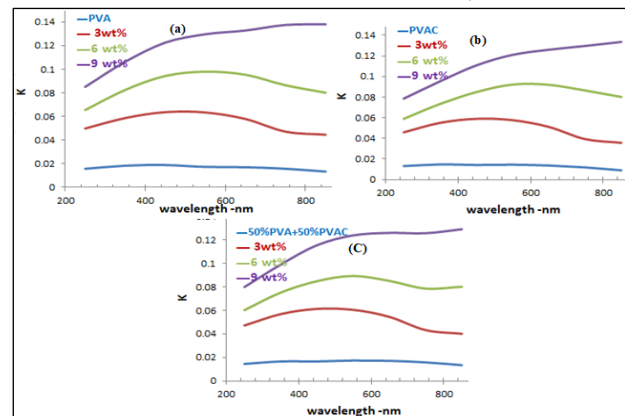 (a)
PVA
3wt%
6 wt%
9 wt%
0.14
0.12
0.1
0.08
0.06
0.04
0.02
0
K
200 400 600 800
wavelength -nm
(b)
PVAC
3wt%
6 wt%
9 wt%
0.16
0.14
0.12
0.1
0.08
0.06
0.04
0.02
0
K
200 400 600 800
wavelength -nm
(C)
50%PVA+50%PVAC
3wt%
6 wt%
9 wt%
0.12
0.1
0.08
0.06
0.04
0.02
0
K
200 400 600 800
wavelength -nm